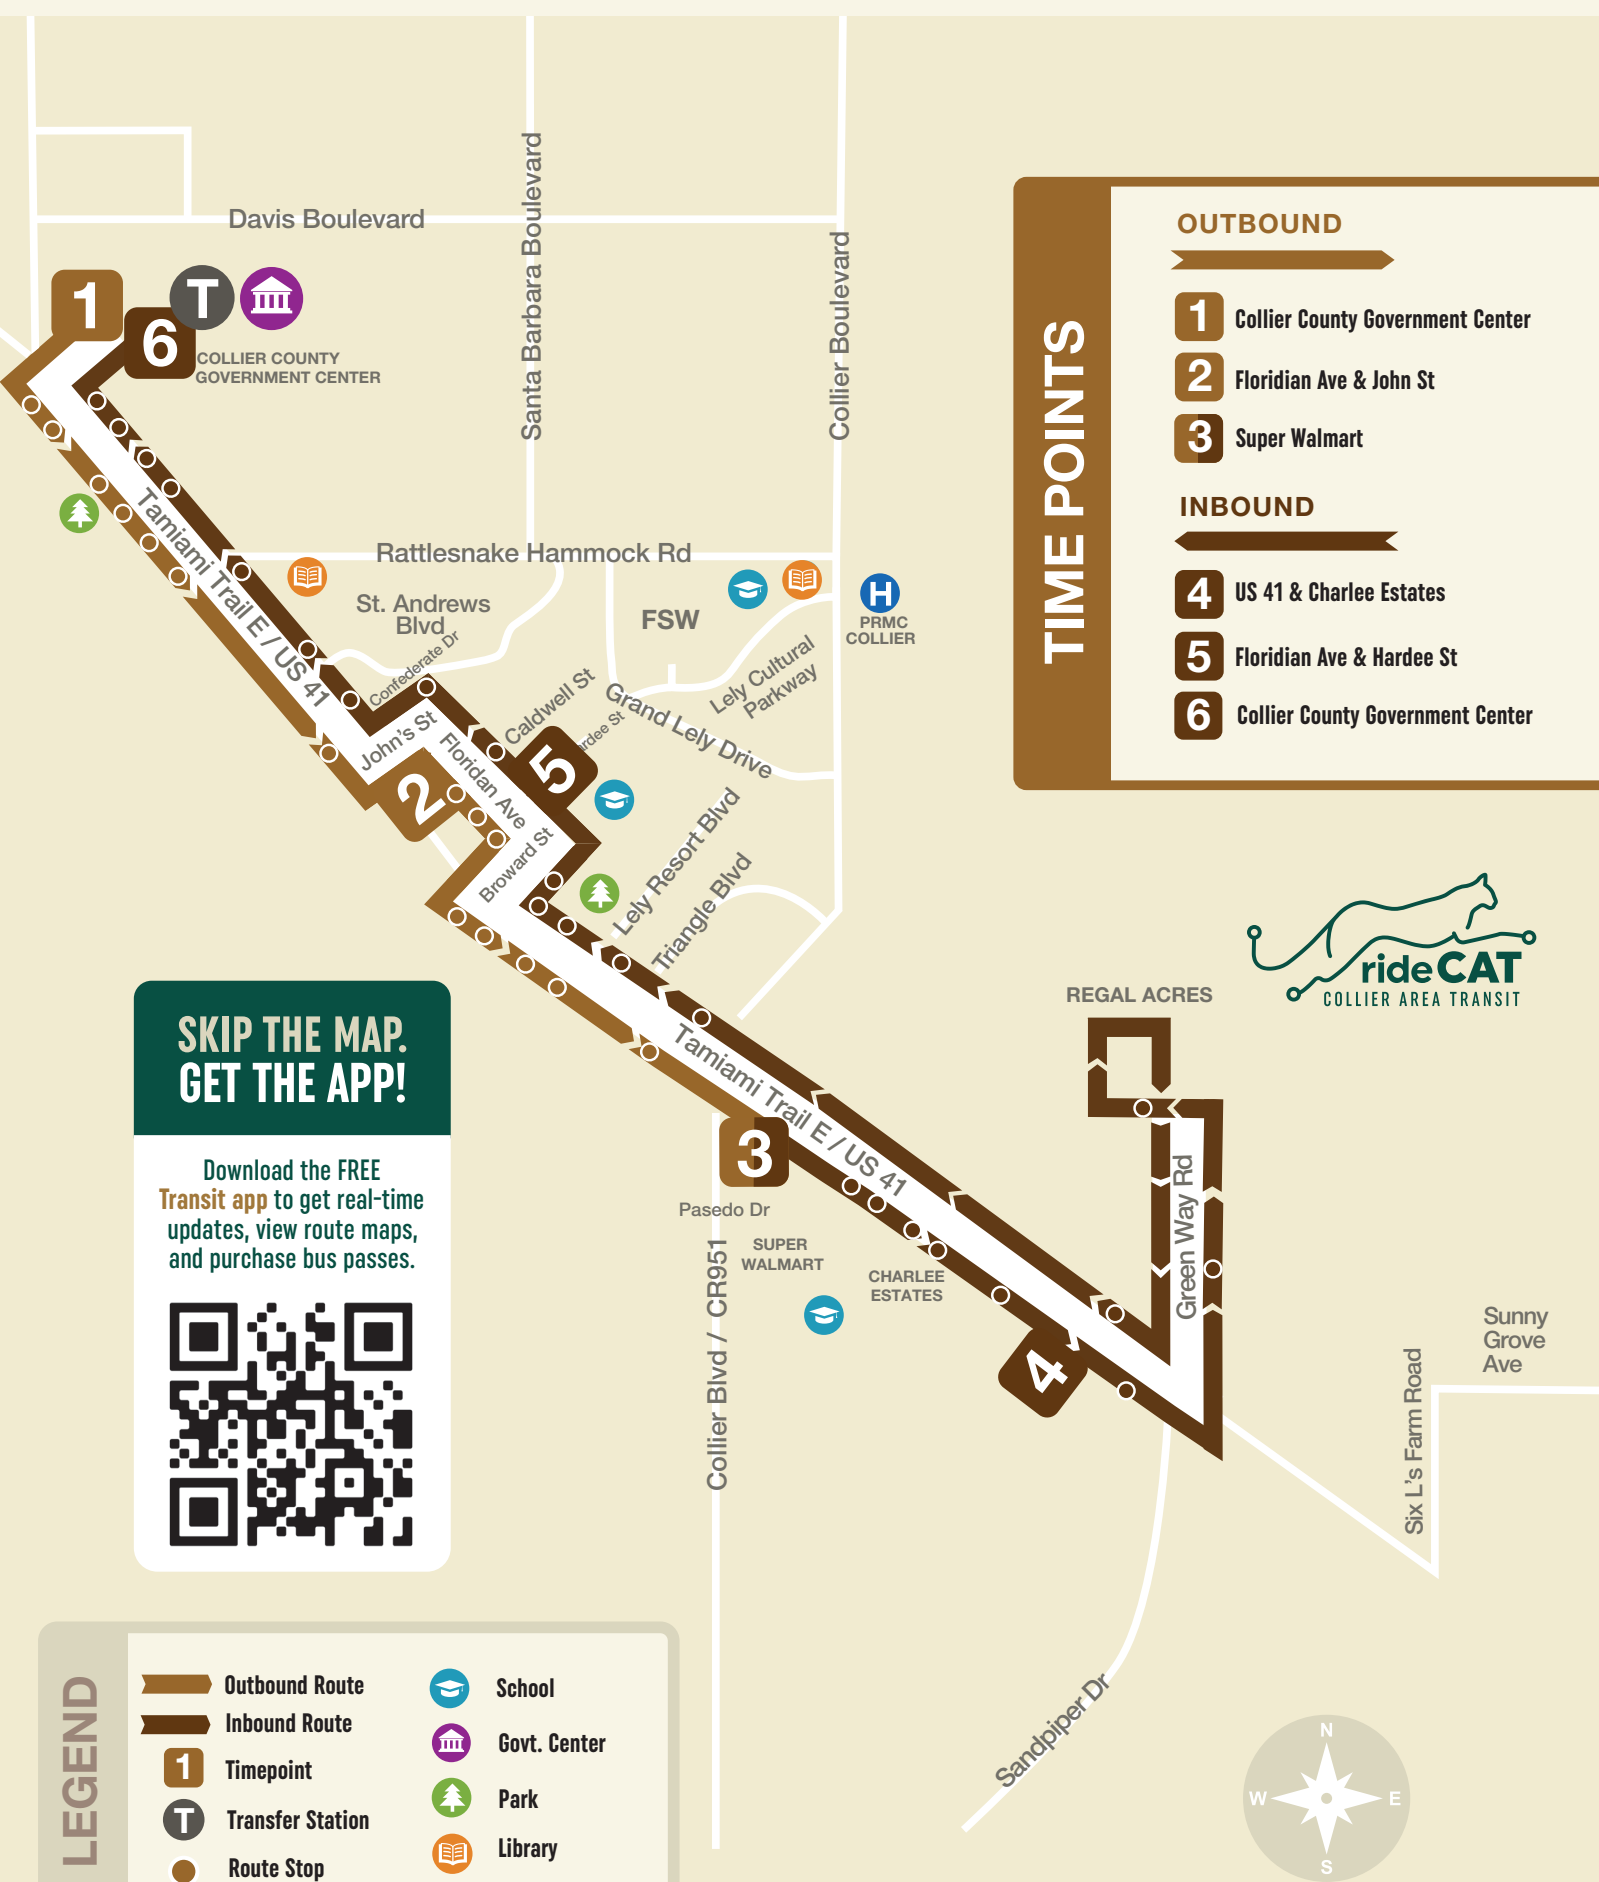 Davis Boulevard
Santa Barbara Boulevard
Collier Boulevard
1
6
T
COLLIER COUNTY
GOVERNMENT CENTER
Tamiami Trail E / US 41
Rattlesnake Hammock Rd
St. Andrews
Blvd
Confederate Dr
FSW
H
PRMC
COLLIER
Lely Cultural
Parkway
Caldwell St
Grand Lely Drive
John's St
Floridan Ave
2
5
Broward St
Lely Resort Blvd
Triangle Blvd
Tamiami Trail E / US 41
3
Pasedo Dr
SUPER
WALMART
CHARLEE
ESTATES
Collier Blvd / CR951
4
REGAL ACRES
Green Way Rd
Sunny
Grove
Ave
Six L's Farm Road
Sandpiper Dr
TIME POINTS
OUTBOUND
1 Collier County Government Center
2 Floridian Ave & John St
3 Super Walmart
INBOUND
4 US 41 & Charlee Estates
5 Floridian Ave & Hardee St
6 Collier County Government Center
rideCAT
COLLIER AREA TRANSIT
SKIP THE MAP.
GET THE APP!
Download the FREE
Transit app to get real-time
updates, view route maps,
and purchase bus passes.
LEGEND
Outbound Route
Inbound Route
1 Timepoint
T Transfer Station
Route Stop
School
Govt. Center
Park
Library
N
W E
S